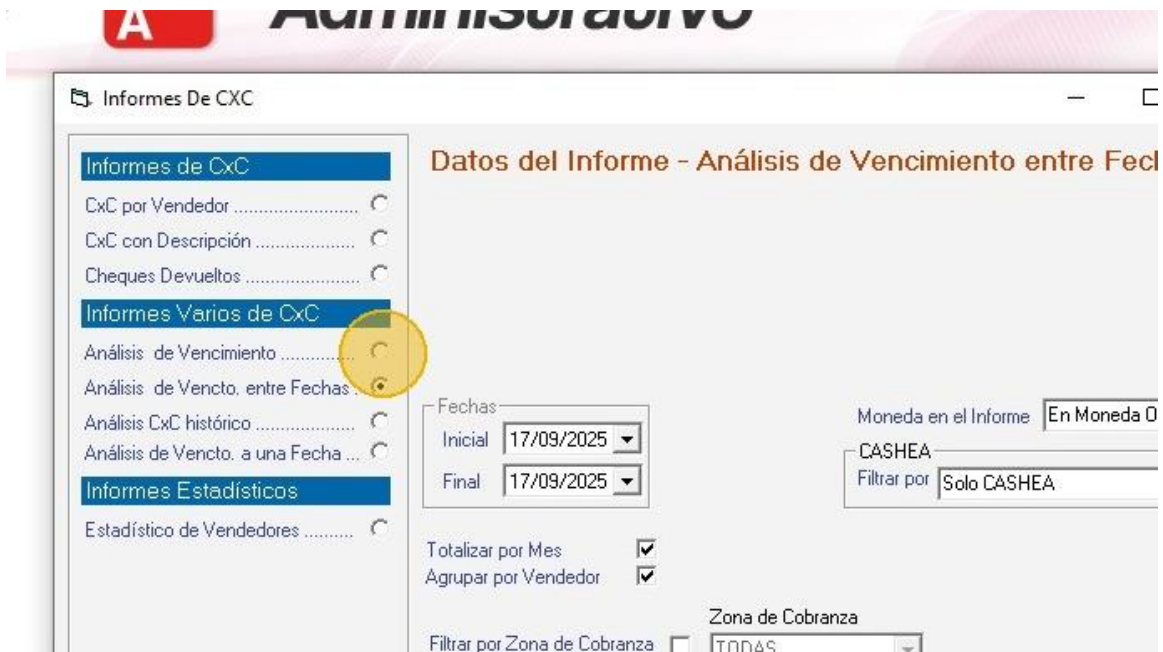 A Administrativo
Informes De CXC
Informes de CxC
CxC por Vendedor
CxC con Descripción
Cheques Devueltos
Informes Varios de CxC
Análisis de Vencimiento
Análisis de Vencto. entre Fechas
Análisis CxC histórico
Análisis de Vencto. a una Fecha
Informes Estadísticos
Estadístico de Vendedores
Datos del Informe - Análisis de Vencimiento entre Fech
Fechas
Inicial 17/09/2025
Final 17/09/2025
Moneda en el Informe En Moneda O
CASHEA
Filtrar por Solo CASHEA
Totalizar por Mes
Agrupar por Vendedor
Zona de Cobranza
Filtrar por Zona de Cobranza TODAS